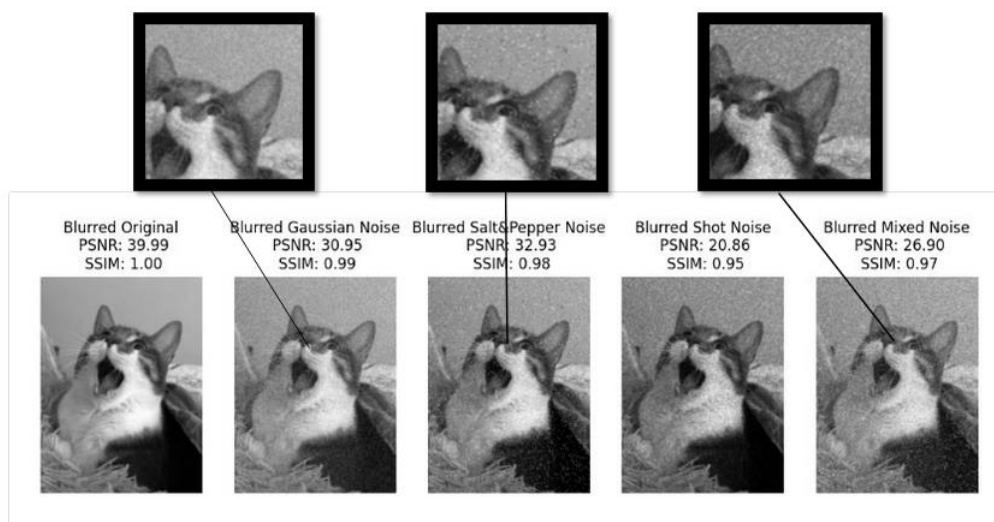 Blurred Original
PSNR: 39.99
SSIM: 1.00
Blurred Gaussian Noise
PSNR: 30.95
SSIM: 0.99
Blurred Salt&Pepper Noise
PSNR: 32.93
SSIM: 0.98
Blurred Shot Noise
PSNR: 20.86
SSIM: 0.95
Blurred Mixed Noise
PSNR: 26.90
SSIM: 0.97